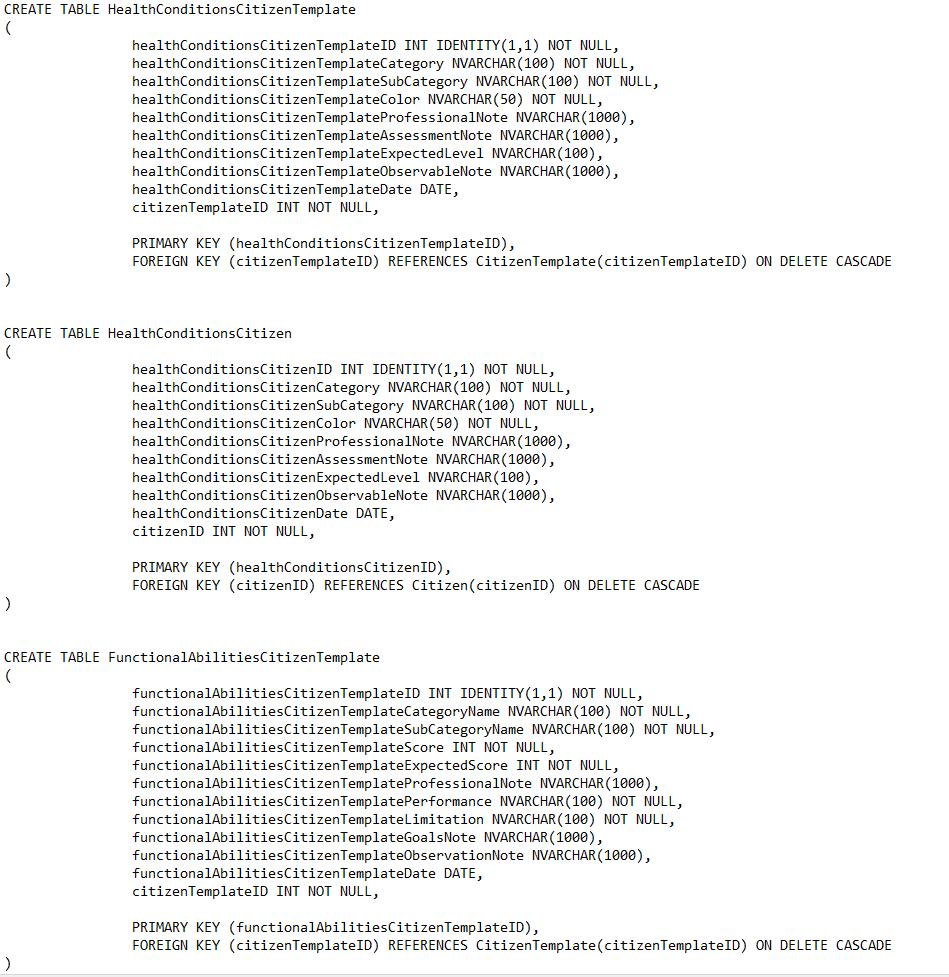 CREATE TABLE HealthConditionsCitizenTemplate
(
healthConditionsCitizenTemplateID INT IDENTITY(1,1) NOT NULL,
healthConditionsCitizenTemplateCategory NVARCHAR(100) NOT NULL,
healthConditionsCitizenTemplateSubCategory NVARCHAR(100) NOT NULL,
healthConditionsCitizenTemplateColor NVARCHAR(50) NOT NULL,
healthConditionsCitizenTemplateProfessionalNote NVARCHAR(1000),
healthConditionsCitizenTemplateAssessmentNote NVARCHAR(1000),
healthConditionsCitizenTemplateExpectedLevel NVARCHAR(100),
healthConditionsCitizenTemplateObservableNote NVARCHAR(1000),
healthConditionsCitizenTemplateDate DATE,
citizenTemplateID INT NOT NULL,
PRIMARY KEY (healthConditionsCitizenTemplateID),
FOREIGN KEY (citizenTemplateID) REFERENCES CitizenTemplate(citizenTemplateID) ON DELETE CASCADE
)
CREATE TABLE HealthConditionsCitizen
(
healthConditionsCitizenID INT IDENTITY(1,1) NOT NULL,
healthConditionsCitizenCategory NVARCHAR(100) NOT NULL,
healthConditionsCitizenSubCategory NVARCHAR(100) NOT NULL,
healthConditionsCitizenColor NVARCHAR(50) NOT NULL,
healthConditionsCitizenProfessionalNote NVARCHAR(1000),
healthConditionsCitizenAssessmentNote NVARCHAR(1000),
healthConditionsCitizenExpectedLevel NVARCHAR(100),
healthConditionsCitizenObservableNote NVARCHAR(1000),
healthConditionsCitizenDate DATE,
citizenID INT NOT NULL,
PRIMARY KEY (healthConditionsCitizenID),
FOREIGN KEY (citizenID) REFERENCES Citizen(citizenID) ON DELETE CASCADE
)
CREATE TABLE FunctionalAbilitiesCitizenTemplate
(
functionalAbilitiesCitizenTemplateID INT IDENTITY(1,1) NOT NULL,
functionalAbilitiesCitizenTemplateCategoryName NVARCHAR(100) NOT NULL,
functionalAbilitiesCitizenTemplateSubCategoryName NVARCHAR(100) NOT NULL,
functionalAbilitiesCitizenTemplateScore INT NOT NULL,
functionalAbilitiesCitizenTemplateExpectedScore INT NOT NULL,
functionalAbilitiesCitizenTemplateProfessionalNote NVARCHAR(1000),
functionalAbilitiesCitizenTemplatePerformance NVARCHAR(100) NOT NULL,
functionalAbilitiesCitizenTemplateLimitation NVARCHAR(100) NOT NULL,
functionalAbilitiesCitizenTemplateGoalsNote NVARCHAR(1000),
functionalAbilitiesCitizenTemplateObservationNote NVARCHAR(1000),
functionalAbilitiesCitizenTemplateDate DATE,
citizenTemplateID INT NOT NULL,
PRIMARY KEY (functionalAbilitiesCitizenTemplateID),
FOREIGN KEY (citizenTemplateID) REFERENCES CitizenTemplate(citizenTemplateID) ON DELETE CASCADE
)